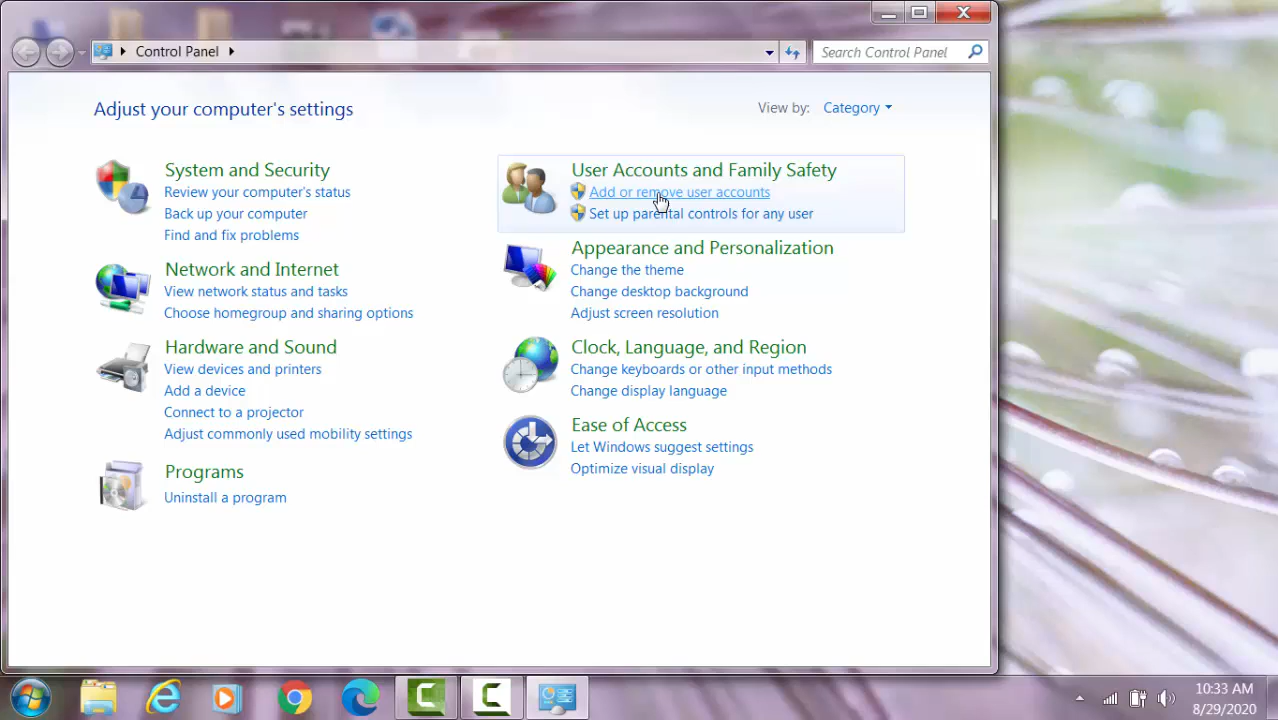 Control Panel
Search Control Panel
Adjust your computer's settings
View by: Category
System and Security
Review your computer's status
Back up your computer
Find and fix problems
Network and Internet
View network status and tasks
Choose homegroup and sharing options
Hardware and Sound
View devices and printers
Add a device
Connect to a projector
Adjust commonly used mobility settings
Programs
Uninstall a program
User Accounts and Family Safety
Add or remove user accounts
Set up parental controls for any user
Appearance and Personalization
Change the theme
Change desktop background
Adjust screen resolution
Clock, Language, and Region
Change keyboards or other input methods
Change display language
Ease of Access
Let Windows suggest settings
Optimize visual display
10:33 AM
8/29/2020